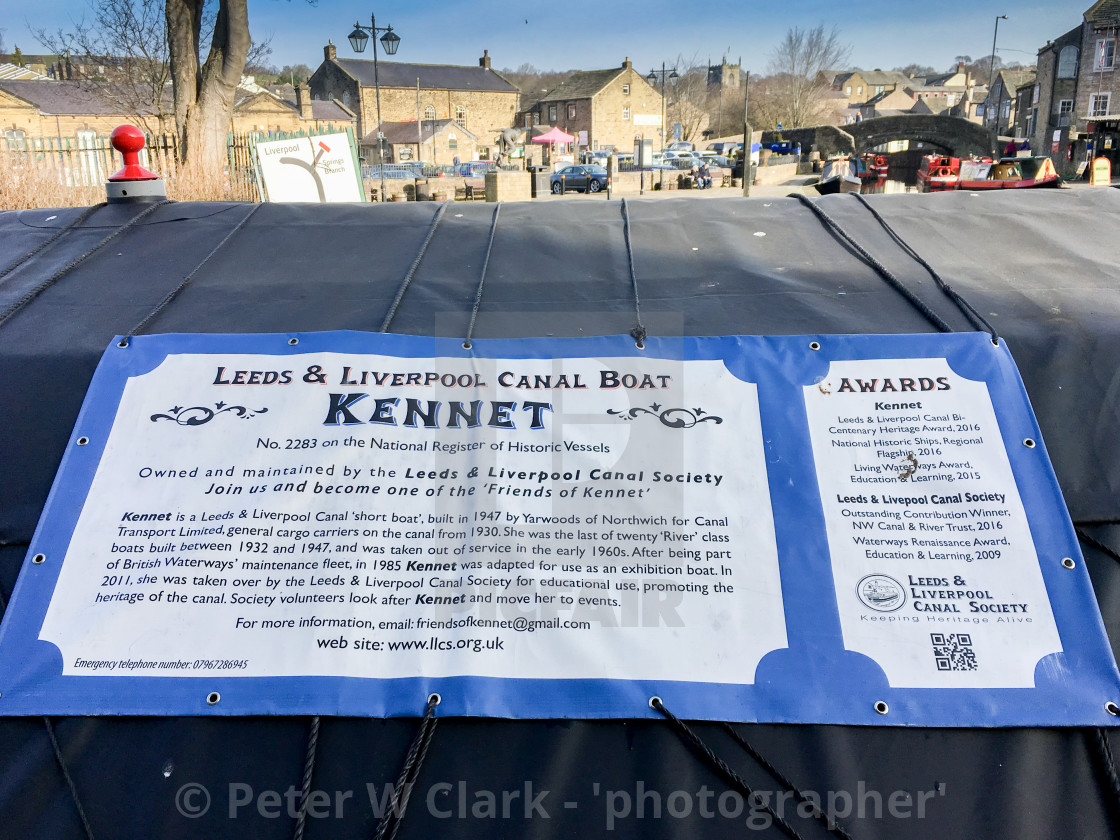 Liverpool
Springs
Canal
LEEDS & LIVERPOOL CANAL BOAT
KENNET
No. 2283 on the National Register of Historic Vessels
Owned and maintained by the Leeds & Liverpool Canal Society
Join us and become one of the 'Friends of Kennet'
Kennet is a Leeds & Liverpool Canal 'short boat', built in 1947 by Yarwoods of Northwich for Canal
Transport Limited, general cargo carriers on the canal from 1930. She was the last of twenty 'River' class
boats built between 1932 and 1947, and was taken out of service in the early 1960s. After being part
of British Waterways' maintenance fleet, in 1985 Kennet was adapted for use as an exhibition boat. In
2011, she was taken over by the Leeds & Liverpool Canal Society for educational use, promoting the
heritage of the canal. Society volunteers look after Kennet and move her to events.
For more information, email: friendsofkennet@gmail.com
web site: www.llcs.org.uk
Emergency telephone number: 07967286945
AWARDS
Kennet
Leeds & Liverpool Canal Bi-
Centenary Heritage Award, 2016
National Historic Ships, Regional
Flagship, 2016
Living Waterways Award,
Education & Learning, 2015
Leeds & Livepool Canal Society
Outstanding Contribution Winner,
NW Canal & River Trust, 2016
Waterways Renaissance Award,
Education & Learning, 2009
LEEDS &
LIVERPOOL
CANAL SOCIETY
Keeping Heritage Alive
PICFAIR
© Peter W Clark - 'photographer'